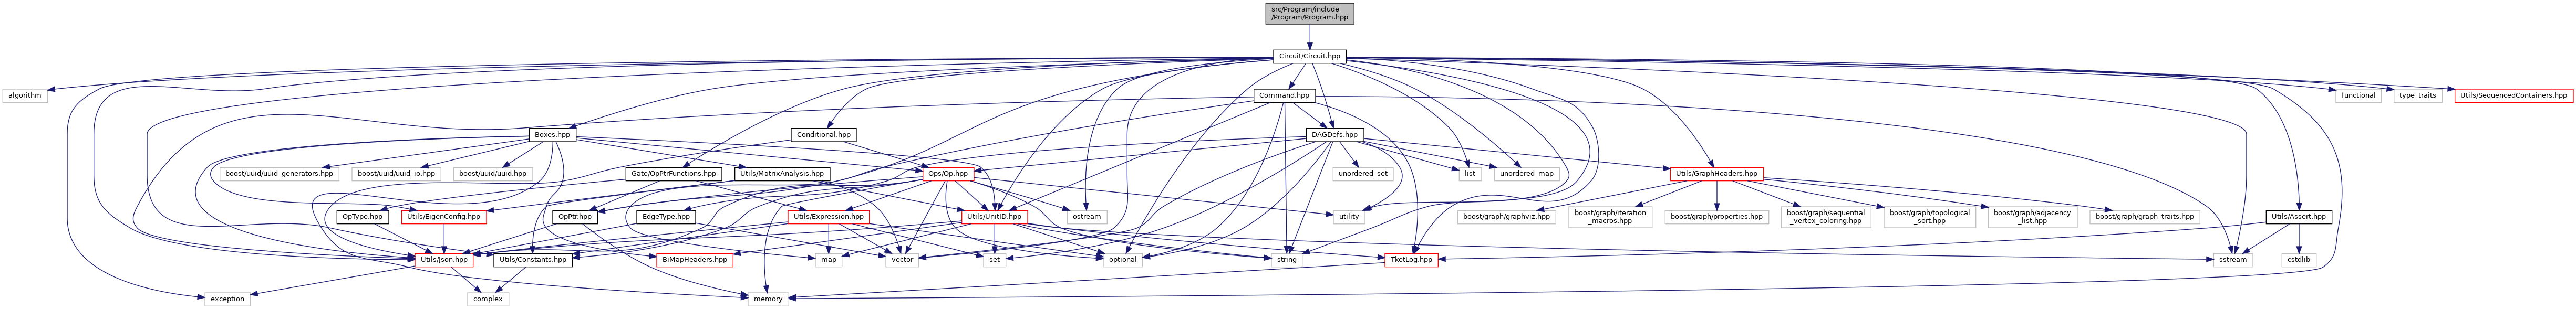 src/Program/include
/Program/Program.hpp
Circuit/Circuit.hpp
algorithm
Command.hpp
functional
type_traits
Utils/SequencedContainers.hpp
Boxes.hpp
Conditional.hpp
DAGDefs.hpp
boost/uuid/uuid_generators.hpp
boost/uuid/uuid_io.hpp
boost/uuid/uuid.hpp
Gate/OpPtrFunctions.hpp
Utils/MatrixAnalysis.hpp
Ops/Op.hpp
unordered_set
list
unordered_map
Utils/GraphHeaders.hpp
OpType.hpp
Utils/EigenConfig.hpp
OpPtr.hpp
EdgeType.hpp
Utils/Expression.hpp
Utils/UnitID.hpp
ostream
utility
boost/graph/graphviz.hpp
boost/graph/iteration
_macros.hpp
boost/graph/properties.hpp
boost/graph/sequential
_vertex_coloring.hpp
boost/graph/topological
_sort.hpp
boost/graph/adjacency
_list.hpp
boost/graph/graph_traits.hpp
Utils/Assert.hpp
Utils/Json.hpp
Utils/Constants.hpp
BiMapHeaders.hpp
map
vector
set
optional
string
TketLog.hpp
sstream
cstdlib
exception
complex
memory